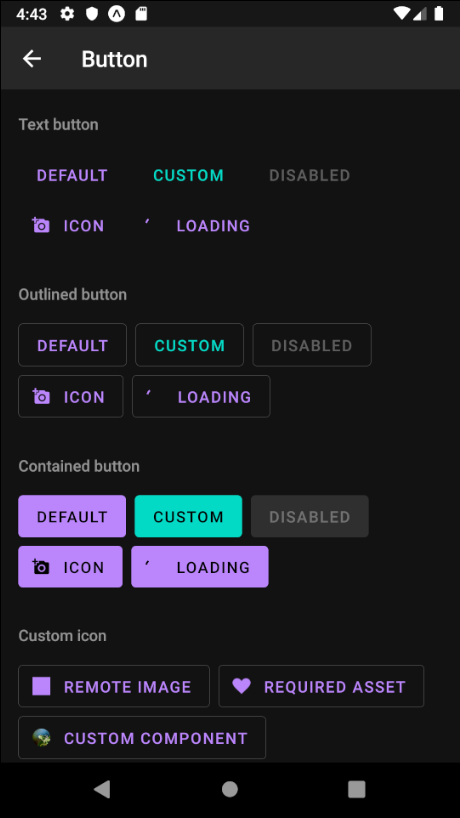 4:43
Button
Text button
DEFAULT CUSTOM DISABLED
ICON LOADING
Outlined button
DEFAULT CUSTOM DISABLED
ICON LOADING
Contained button
DEFAULT CUSTOM DISABLED
ICON LOADING
Custom icon
REMOTE IMAGE REQUIRED ASSET
CUSTOM COMPONENT